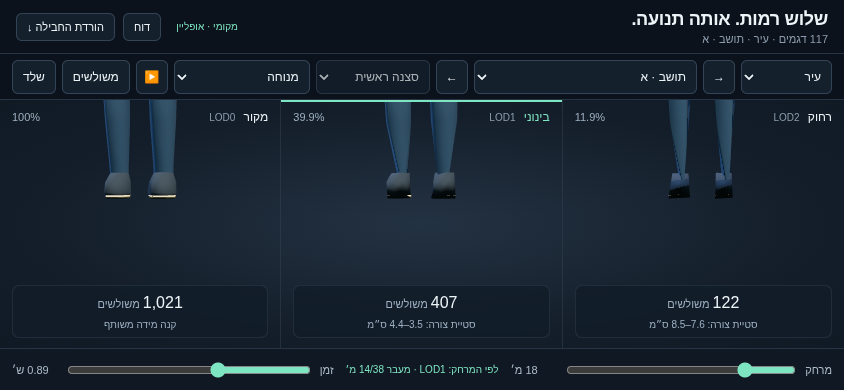 שלוש רמות. אותה תנועה.
117 דגמים · עיר · תושב · א
מקומי · אופליין
דוח
הורדת החבילה ↓
עיר
→
תושב · א
←
סצנה ראשית
מנוחה
משולשים
שלד
רחוק LOD2 11.9%
בינוני LOD1 39.9%
מקור LOD0 100%
122 משולשים
סטיית צורה: 7.6–8.5 ס״מ
407 משולשים
סטיית צורה: 3.5–4.4 ס״מ
1,021 משולשים
קנה מידה משותף
מרחק
18 מ׳
לפי המרחק: LOD1 · מעבר 14/38 מ׳
זמן
0.89 ש׳